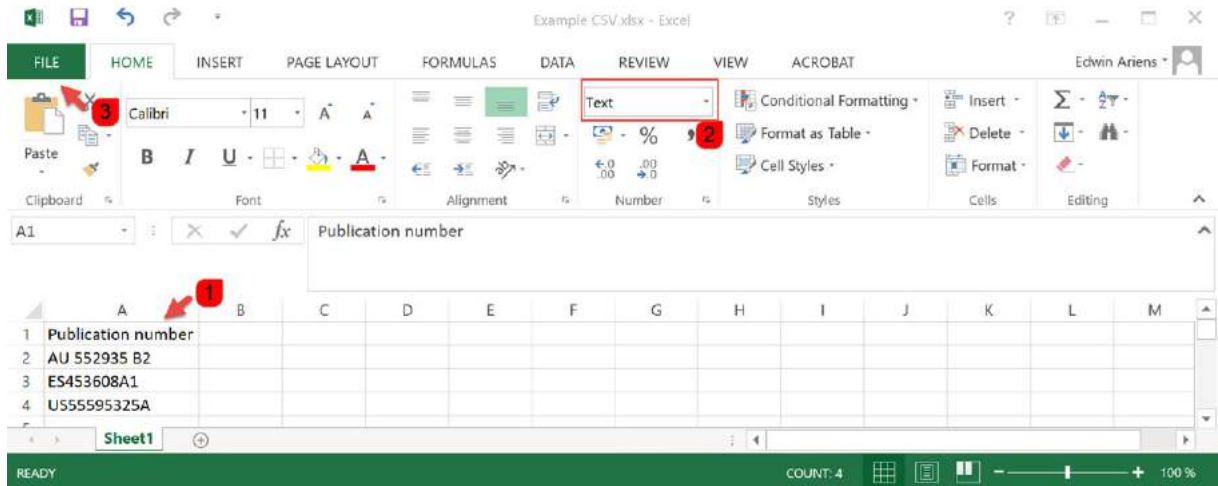 Example CSV.xlsx - Excel ?
FILE HOME INSERT PAGE LAYOUT FORMULAS DATA REVIEW VIEW ACROBAT Edwin Ariens
3
Calibri 11 A A Text Conditional Formatting Insert Σ
2
Paste B I U A % Format as Table Delete
Cell Styles Format
Clipboard Font Alignment Number Styles Cells Editing
A1 fx Publication number
1
A B C D E F G H I J K L M
1 Publication number
2 AU 552935 B2
3 ES453608A1
4 US5595325A
Sheet1
READY COUNT: 4 100 %